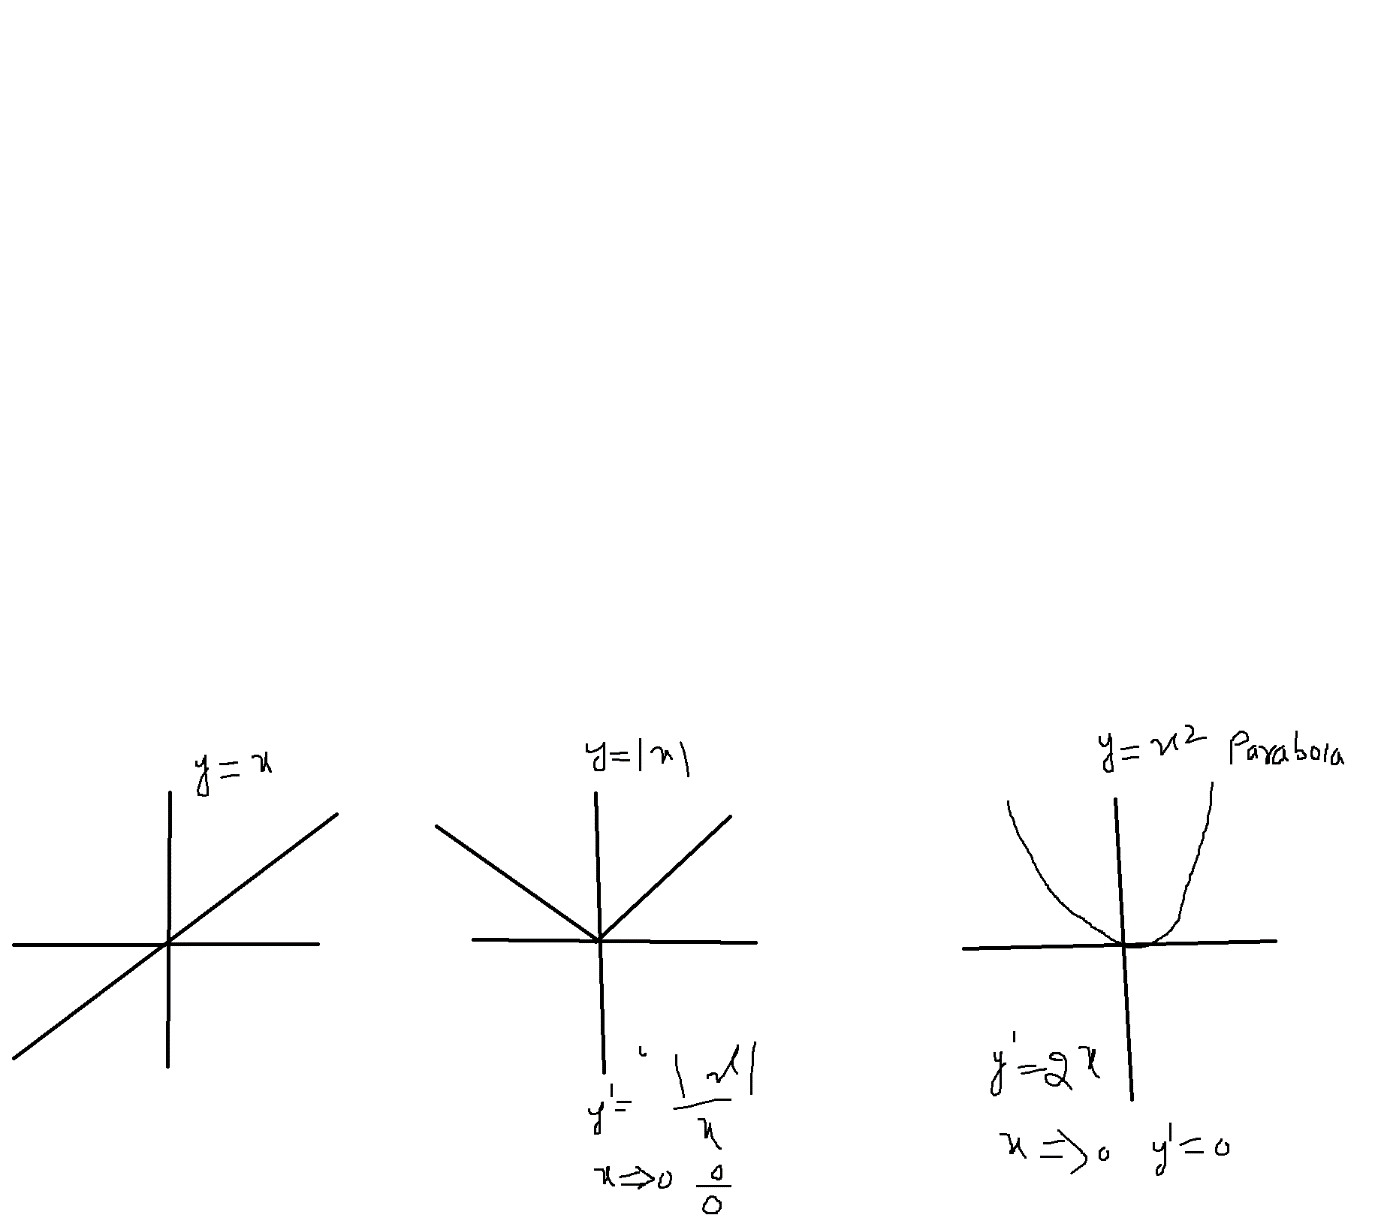 y = x
y = |x|
y = x² Parabola
y' = |x| / x
x ⇒ 0 0/0
y' = 2x
x ⇒ 0 y' = 0